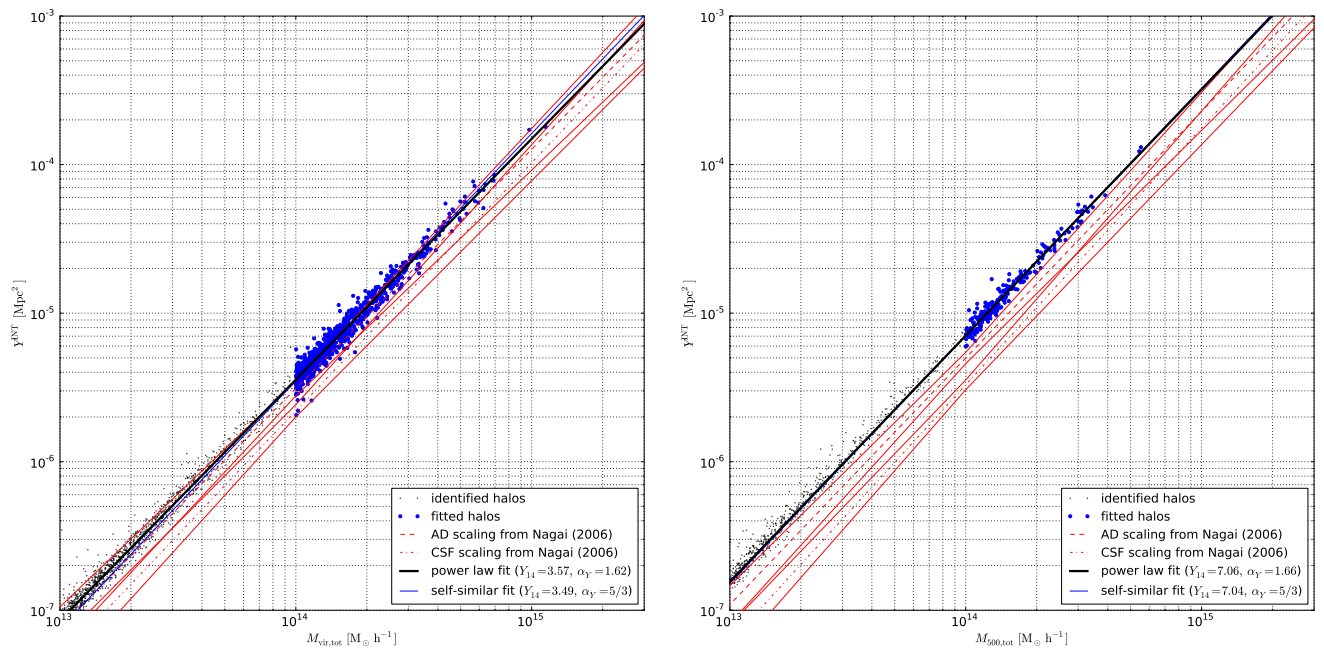 10^-3
10^-4
10^-5
10^-6
10^-7
Y^INT [Mpc^2]
identified halos
fitted halos
AD scaling from Nagai (2006)
CSF scaling from Nagai (2006)
power law fit (Y_14=3.57, α_Y=1.62)
self-similar fit (Y_14=3.49, α_Y=5/3)
10^13
10^14
10^15
M_vir,tot [M_⊙ h^-1]
10^-3
10^-4
10^-5
10^-6
10^-7
Y^INT [Mpc^2]
identified halos
fitted halos
AD scaling from Nagai (2006)
CSF scaling from Nagai (2006)
power law fit (Y_14=7.06, α_Y=1.66)
self-similar fit (Y_14=7.04, α_Y=5/3)
10^13
10^14
10^15
M_500,tot [M_⊙ h^-1]